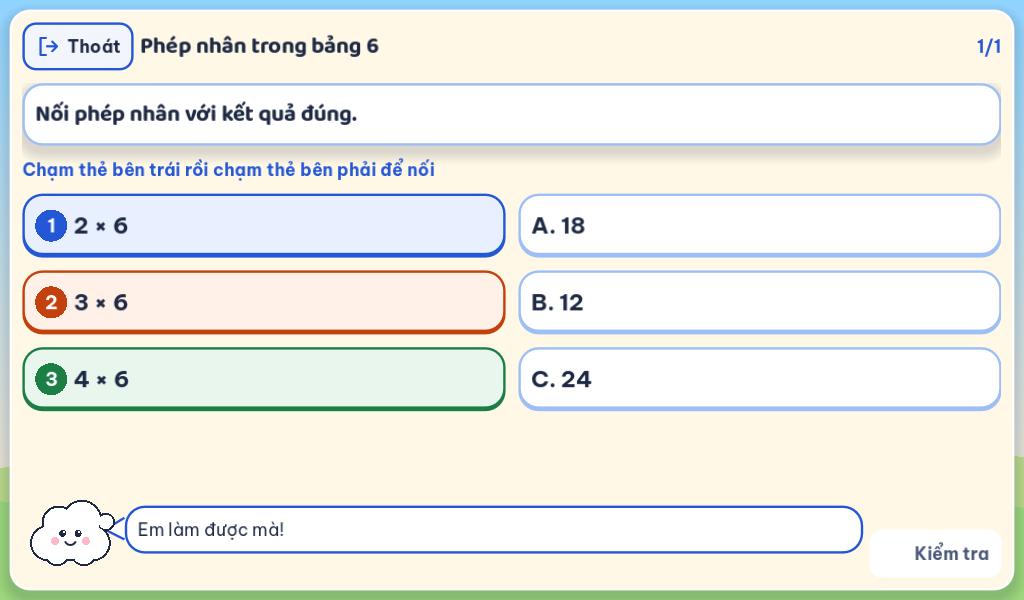 Thoát
Phép nhân trong bảng 6
1/1
Nối phép nhân với kết quả đúng.
Chạm thẻ bên trái rồi chạm thẻ bên phải để nối
1 2 × 6
A. 18
2 3 × 6
B. 12
3 4 × 6
C. 24
Em làm được mà!
Kiểm tra